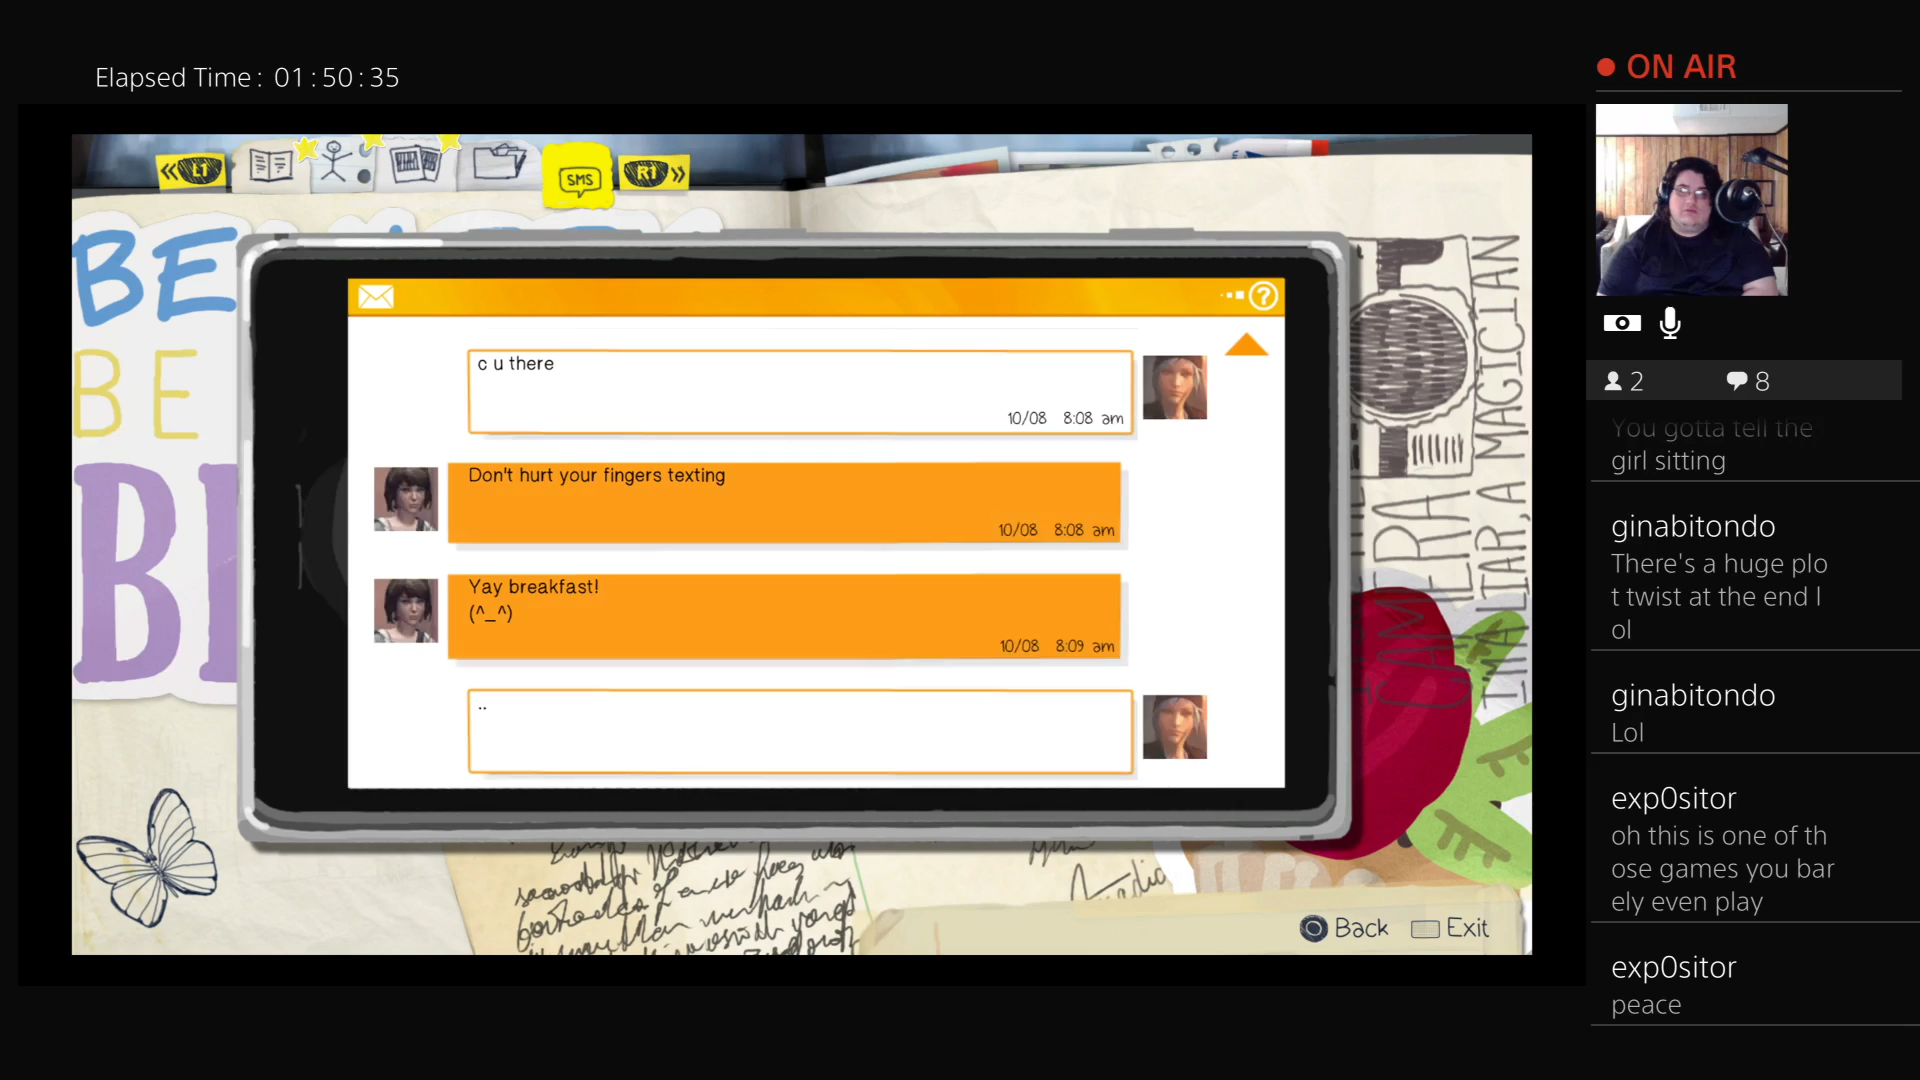 Elapsed Time: 01:50:35
ON AIR
L1
SMS
R1
BE
BE
c u there
10/08 8:08 am
Don't hurt your fingers texting
10/08 8:08 am
Yay breakfast!
(^_^)
10/08 8:09 am
..
?
CAMERA
LIAR, A MAGICIAN
Back
Exit
2
8
You gotta tell the
girl sitting
ginabitondo
There's a huge plo
t twist at the end l
ol
ginabitondo
Lol
exp0sitor
oh this is one of th
ose games you bar
ely even play
exp0sitor
peace